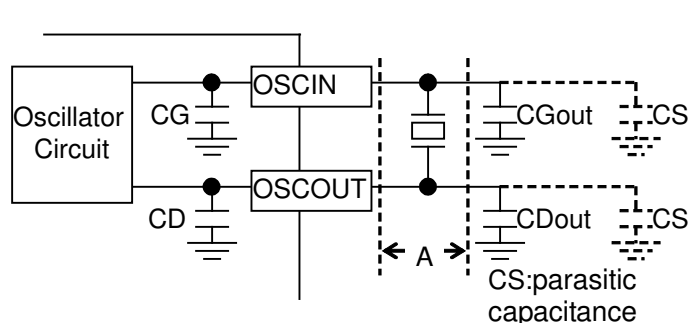 OSCIN
Oscillator
Circuit
CG
CGout
CS
OSCOUT
CD
CDout
CS
A
CS:parasitic
capacitance